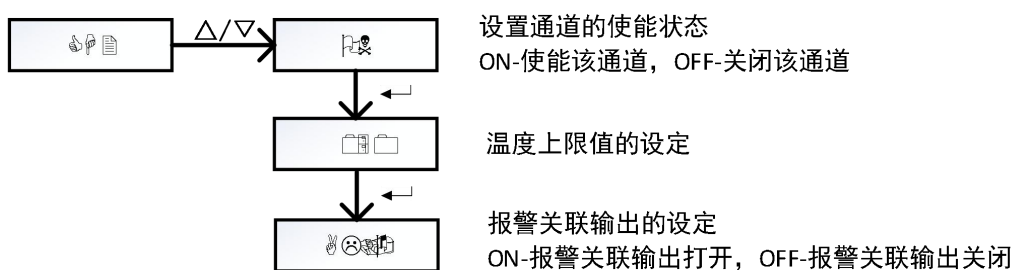 △/▽
设置通道的使能状态
ON-使能该通道，OFF-关闭该通道
温度上限值的设定
报警关联输出的设定
ON-报警关联输出打开，OFF-报警关联输出关闭